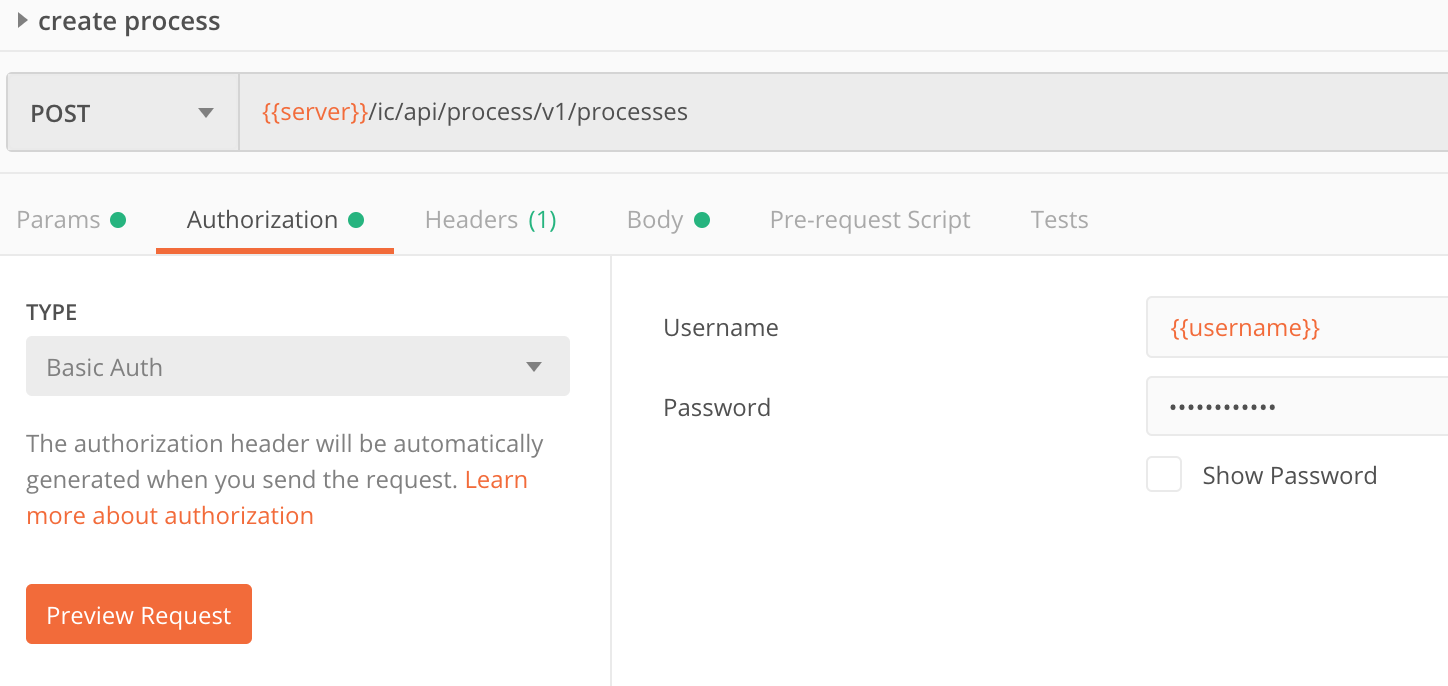 create process
POST
{{server}}/ic/api/process/v1/processes
Params
Authorization
Headers (1)
Body
Pre-request Script
Tests
TYPE
Basic Auth
The authorization header will be automatically
generated when you send the request. Learn
more about authorization
Preview Request
Username
{{username}}
Password
••••••••••••
Show Password